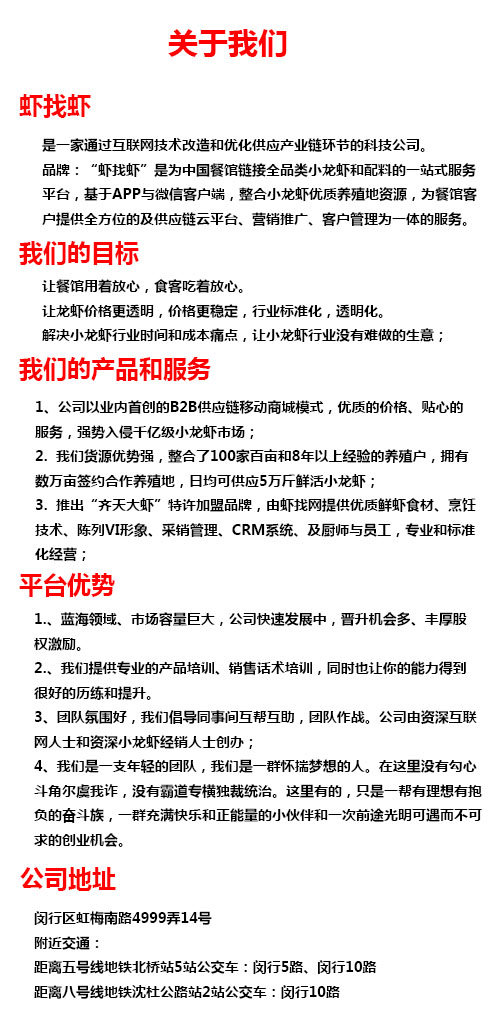 关于我们
虾找虾
是一家通过互联网技术改造和优化供应产业链环节的科技公司。
品牌：“虾找虾”是为中国餐馆链接全品类小龙虾和配料的一站式服务
平台，基于APP与微信客户端，整合小龙虾优质养殖地资源，为餐馆客
户提供全方位的及供应链云平台、营销推广、客户管理为一体的服务。
我们的目标
让餐馆用着放心，食客吃着放心。
让龙虾价格更透明，价格更稳定，行业标准化，透明化。
解决小龙虾行业时间和成本痛点，让小龙虾行业没有难做的生意；
我们的产品和服务
1、公司以业内首创的B2B供应链移动商城模式，优质的价格、贴心的
服务，强势入侵千亿级小龙虾市场；
2. 我们货源优势强，整合了100家百亩和8年以上经验的养殖户，拥有
数万亩签约合作养殖地，日均可供应5万斤鲜活小龙虾；
3. 推出“齐天大虾”特许加盟品牌，由虾找网提供优质鲜虾食材、烹饪
技术、陈列VI形象、采销管理、CRM系统、及厨师与员工，专业和标准
化经营；
平台优势
1.、蓝海领域、市场容量巨大，公司快速发展中，晋升机会多、丰厚股
权激励。
2.、我们提供专业的产品培训、销售话术培训，同时也让你的能力得到
很好的历练和提升。
3、团队氛围好，我们倡导同事间互帮互助，团队作战。公司由资深互联
网人士和资深小龙虾经销人士创办；
4、我们是一支年轻的团队，我们是一群怀揣梦想的人。在这里没有勾心
斗角尔虞我诈，没有霸道专横独裁统治。这里有的，只是一帮有理想有抱
负的奋斗族，一群充满快乐和正能量的小伙伴和一次前途光明可遇而不可
求的创业机会。
公司地址
闵行区虹梅南路4999弄14号
附近交通：
距离五号线地铁北桥站5站公交车：闵行5路、闵行10路
距离八号线地铁沈杜公路站2站公交车：闵行10路